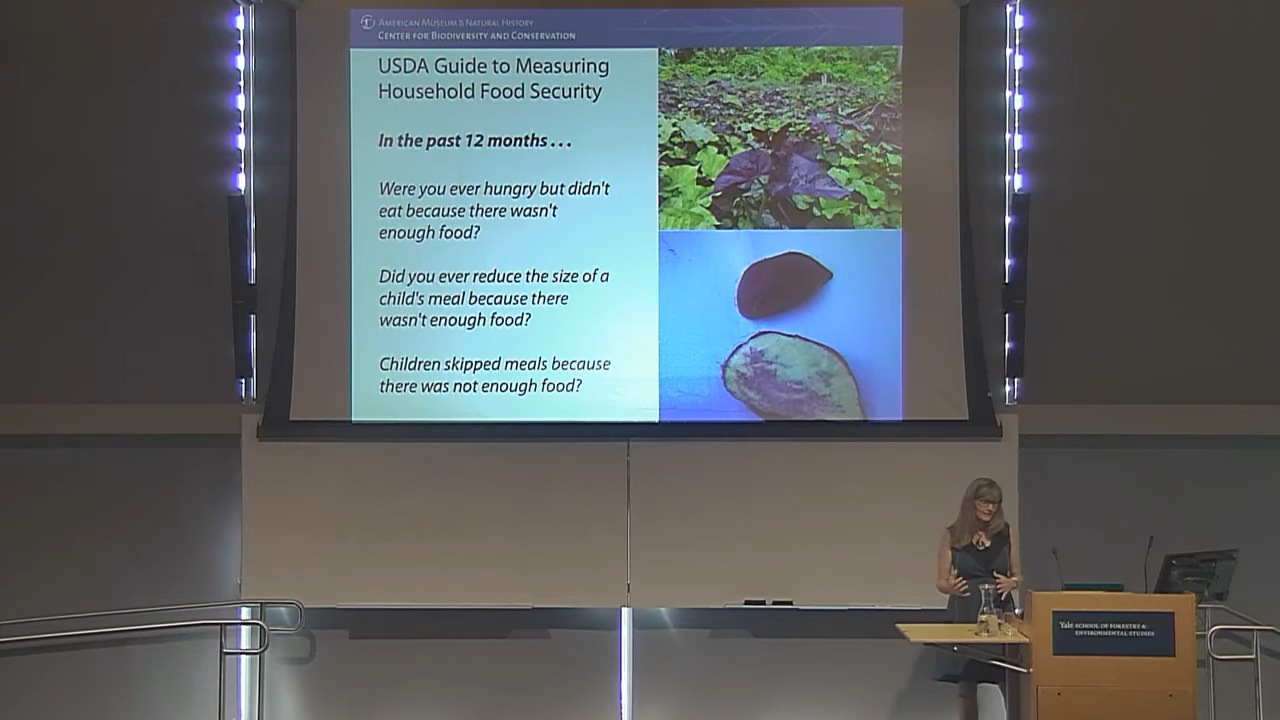 AMERICAN MUSEUM & NATURAL HISTORY
CENTER FOR BIODIVERSITY AND CONSERVATION
USDA Guide to Measuring
Household Food Security
In the past 12 months . . .
Were you ever hungry but didn't
eat because there wasn't
enough food?
Did you ever reduce the size of a
child's meal because there
wasn't enough food?
Children skipped meals because
there was not enough food?
Yale SCHOOL OF FORESTRY &
ENVIRONMENTAL STUDIES